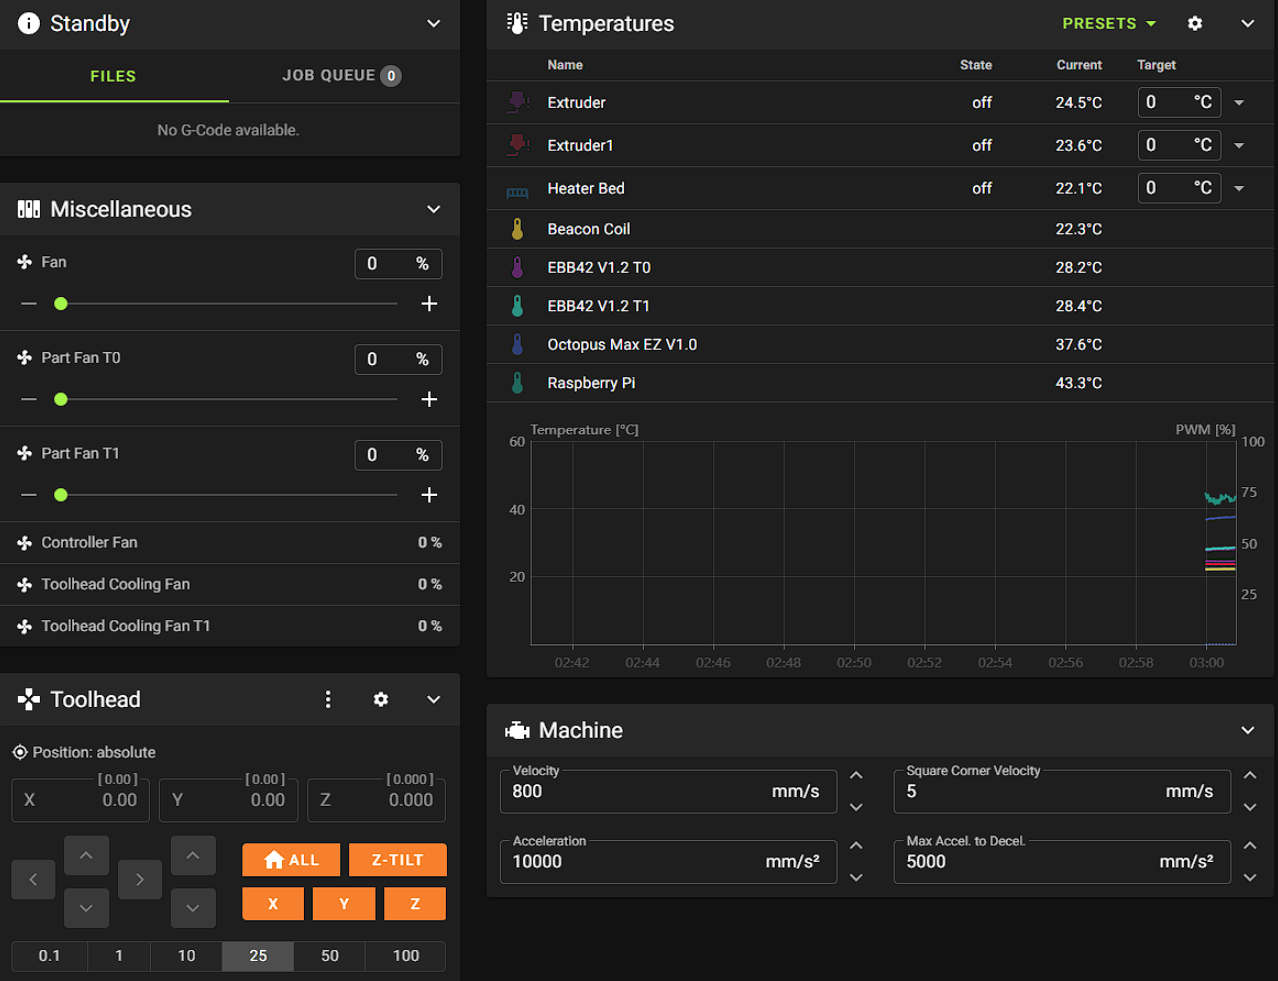 Standby
FILES
JOB QUEUE 0
No G-Code available.
Miscellaneous
Fan
0 %
Part Fan T0
0 %
Part Fan T1
0 %
Controller Fan 0 %
Toolhead Cooling Fan 0 %
Toolhead Cooling Fan T1 0 %
Toolhead
Position: absolute
[ 0.00 ] [ 0.00 ] [ 0.000 ]
X 0.00 Y 0.00 Z 0.000
ALL Z-TILT
X Y Z
0.1 1 10 25 50 100
Temperatures
PRESETS
Name State Current Target
Extruder off 24.5°C 0 °C
Extruder1 off 23.6°C 0 °C
Heater Bed off 22.1°C 0 °C
Beacon Coil 22.3°C
EBB42 V1.2 T0 28.2°C
EBB42 V1.2 T1 28.4°C
Octopus Max EZ V1.0 37.6°C
Raspberry Pi 43.3°C
Temperature [°C] PWM [%]
60 100
75
40
50
20
25
02:42 02:44 02:46 02:48 02:50 02:52 02:54 02:56 02:58 03:00
Machine
Velocity Square Corner Velocity
800 mm/s 5 mm/s
Acceleration Max Accel. to Decel.
10000 mm/s² 5000 mm/s²